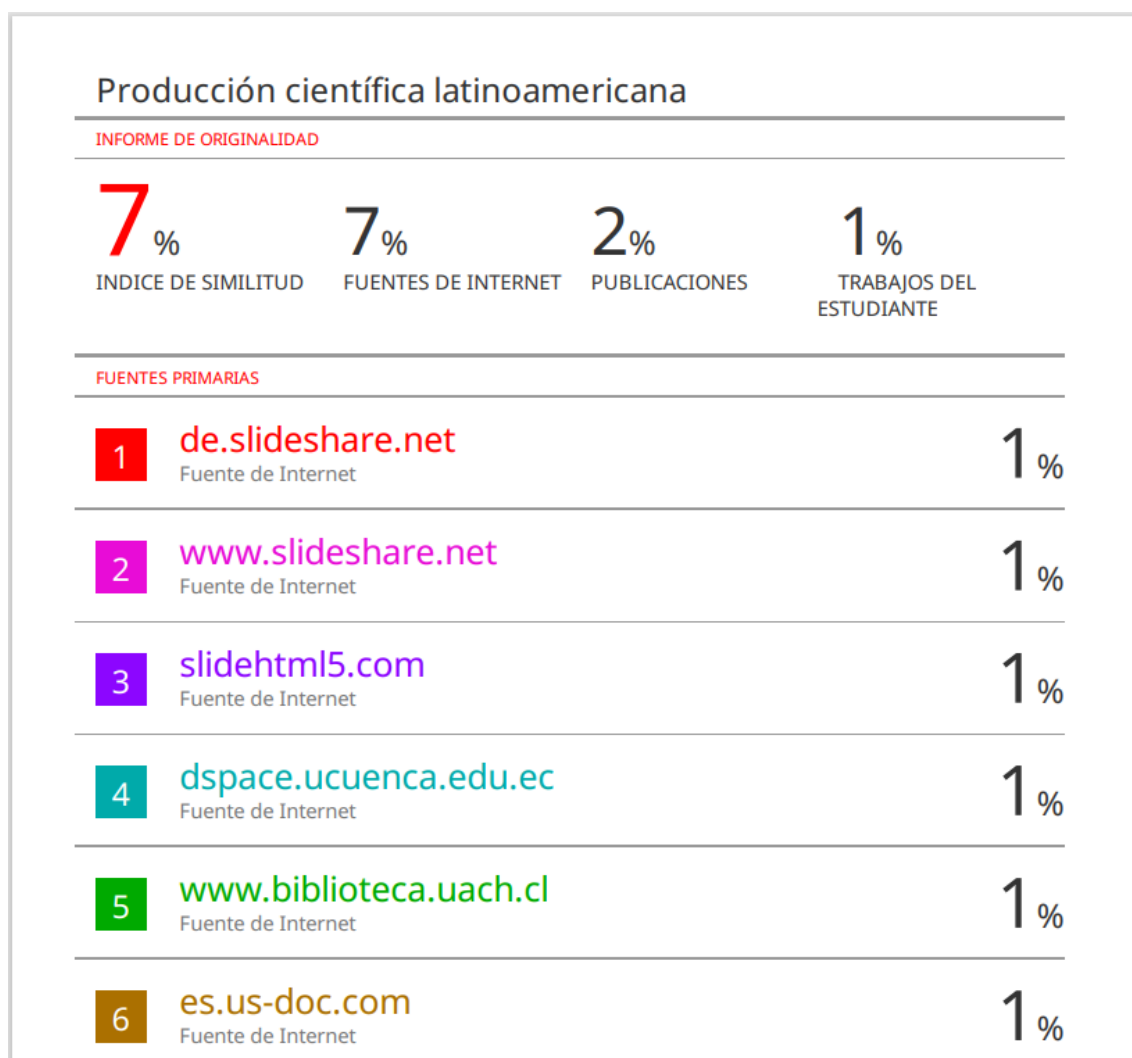 Producción científica latinoamericana
INFORME DE ORIGINALIDAD
7%
7%
2%
1%
INDICE DE SIMILITUD
FUENTES DE INTERNET
PUBLICACIONES
TRABAJOS DEL
ESTUDIANTE
FUENTES PRIMARIAS
1
de.slideshare.net
Fuente de Internet
1%
2
www.slideshare.net
Fuente de Internet
1%
3
slidehtml5.com
Fuente de Internet
1%
4
dspace.ucuenca.edu.ec
Fuente de Internet
1%
5
www.biblioteca.uach.cl
Fuente de Internet
1%
6
es.us-doc.com
Fuente de Internet
1%